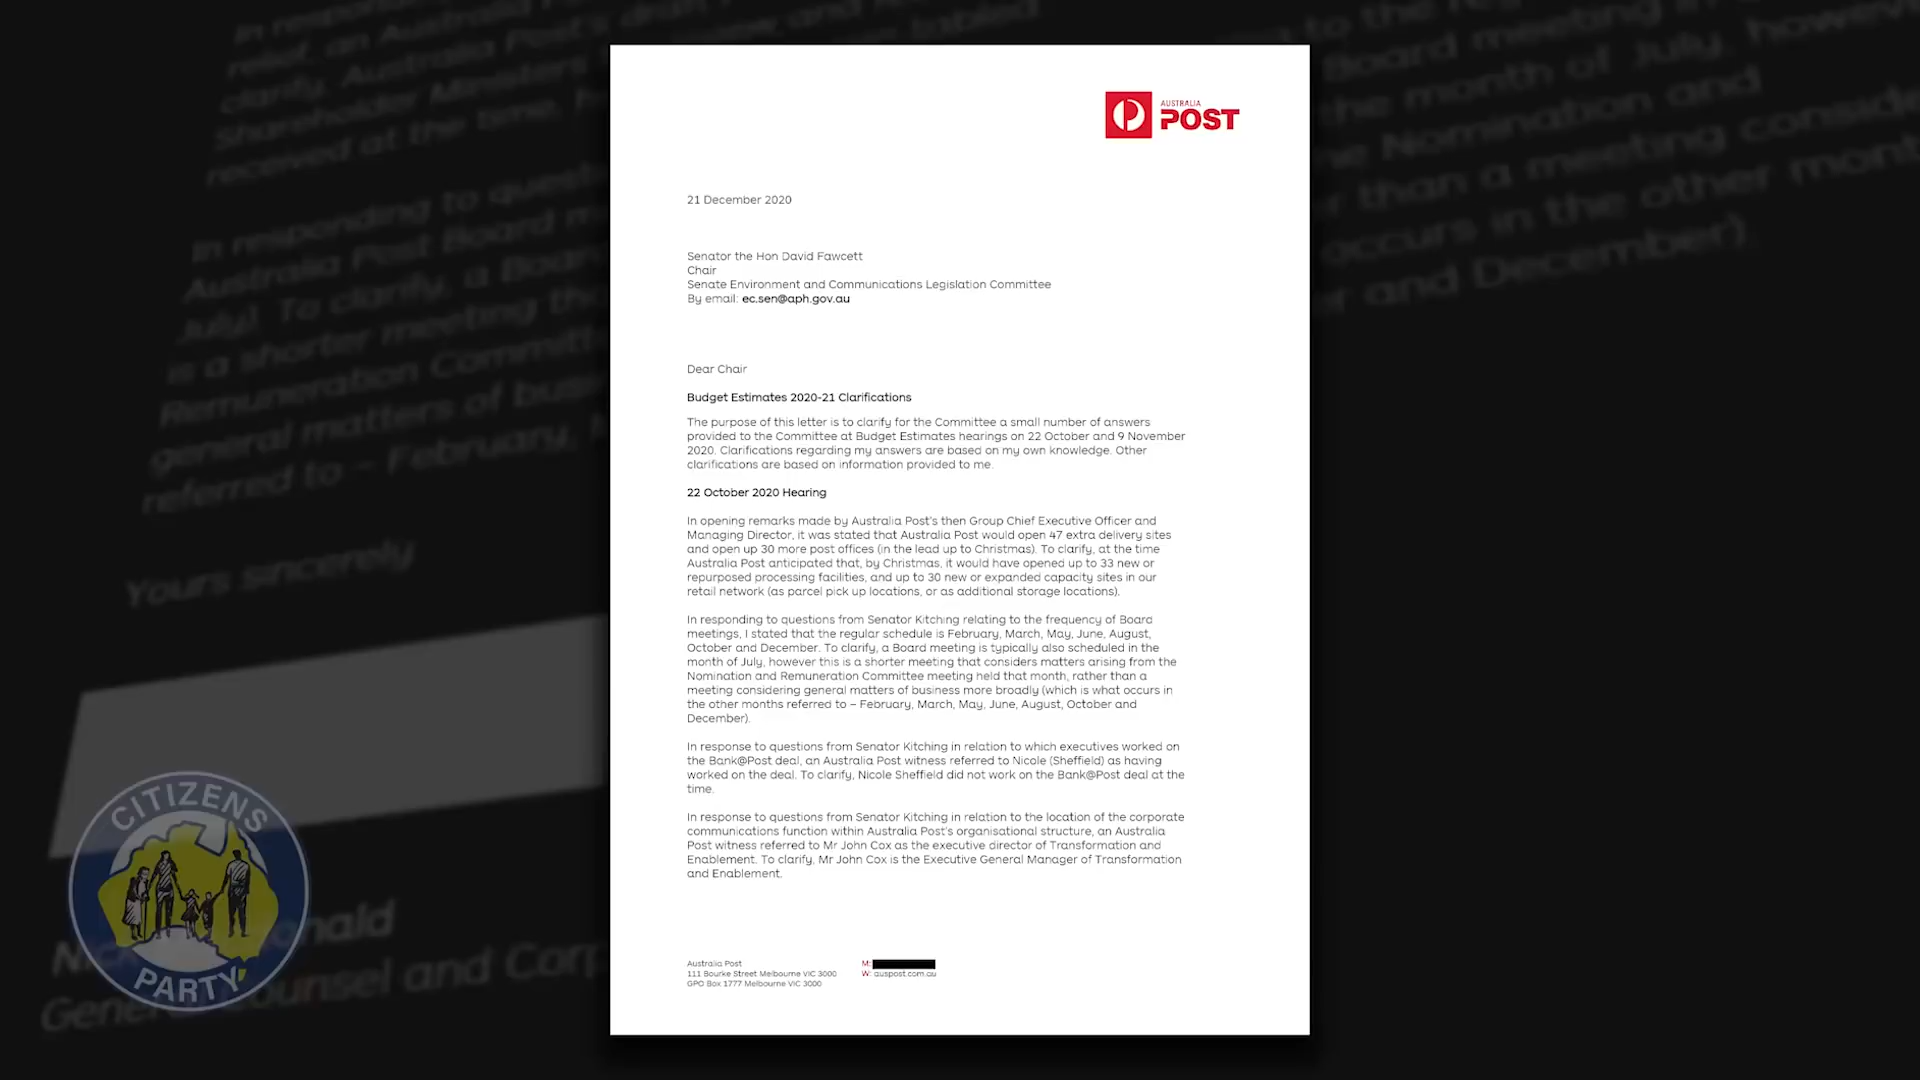 AUSTRALIA
POST
21 December 2020
Senator the Hon David Fawcett
Chair
Senate Environment and Communications Legislation Committee
By email: ec.sen@aph.gov.au
Dear Chair
Budget Estimates 2020-21 Clarifications
The purpose of this letter is to clarify for the Committee a small number of answers
provided to the Committee at Budget Estimates hearings on 22 October and 9 November
2020. Clarifications regarding my answers are based on my own knowledge. Other
clarifications are based on information provided to me.
22 October 2020 Hearing
In opening remarks made by Australia Post's then Group Chief Executive Officer and
Managing Director, it was stated that Australia Post would open 47 extra delivery sites
and open up 30 more post offices (in the lead up to Christmas). To clarify, at the time
Australia Post anticipated that, by Christmas, it would have opened up to 33 new or
repurposed processing facilities, and up to 30 new or expanded capacity sites in our
retail network (as parcel pick up locations, or as additional storage locations).
In responding to questions from Senator Kitching relating to the frequency of Board
meetings, I stated that the regular schedule is February, March, May, June, August,
October and December. To clarify, a Board meeting is typically also scheduled in the
month of July, however this is a shorter meeting that considers matters arising from the
Nomination and Remuneration Committee meeting held that month, rather than a
meeting considering general matters of business more broadly (which is what occurs in
the other months referred to – February, March, May, June, August, October and
December).
In response to questions from Senator Kitching in relation to which executives worked on
the Bank@Post deal, an Australia Post witness referred to Nicole (Sheffield) as having
worked on the deal. To clarify, Nicole Sheffield did not work on the Bank@Post deal at the
time.
In response to questions from Senator Kitching in relation to the location of the corporate
communications function within Australia Post's organisational structure, an Australia
Post witness referred to Mr John Cox as the executive director of Transformation and
Enablement. To clarify, Mr John Cox is the Executive General Manager of Transformation
and Enablement.
Australia Post
111 Bourke Street Melbourne VIC 3000
GPO Box 1777 Melbourne VIC 3000
M:
W: auspost.com.au
Yours sincerely
CITIZENS
PARTY